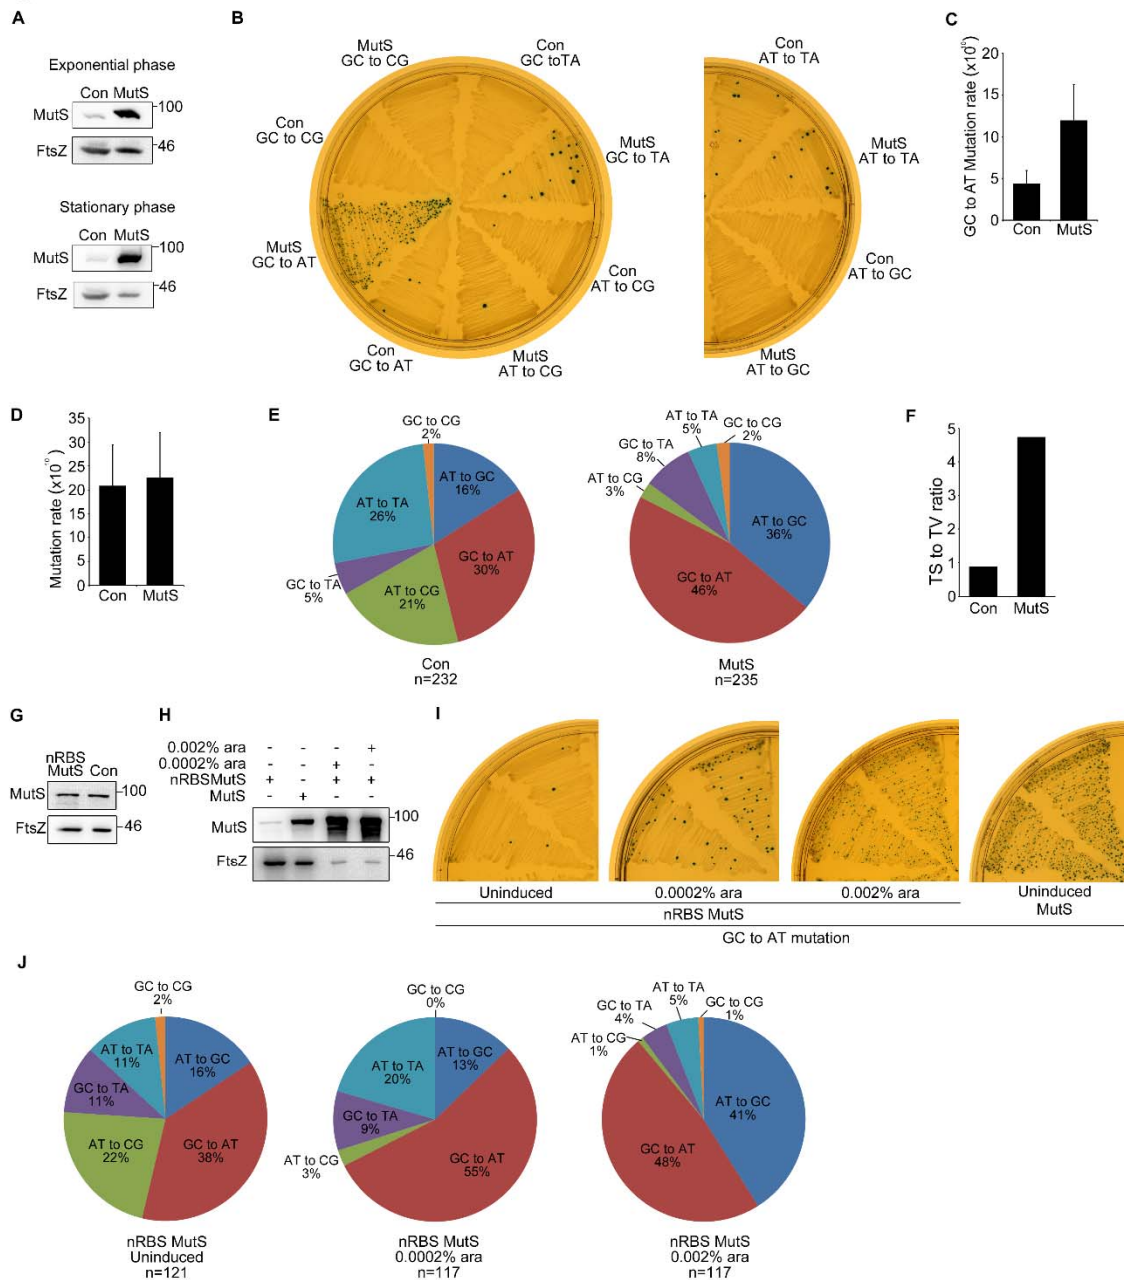 A
Exponential phase
Con MutS
MutS
100
FtsZ
46
Stationary phase
Con MutS
MutS
100
FtsZ
46
B
MutS
GC to CG
Con
GC toTA
Con
GC to CG
MutS
GC to TA
MutS
GC to AT
Con
AT to CG
Con
GC to AT
MutS
AT to CG
Con
AT to TA
MutS
AT to TA
Con
AT to GC
MutS
AT to GC
C
GC to AT Mutation rate (x10
20
15
10
5
0
Con
MutS
D
Mutation rate (x10
35
30
25
20
15
10
5
0
Con MutS
E
GC to CG
2%
AT to GC
16%
GC to AT
30%
AT to CG
21%
GC to TA
5%
AT to TA
26%
Con
n=232
GC to CG
2%
AT to TA
5%
GC to TA
8%
AT to CG
3%
AT to GC
36%
GC to AT
46%
MutS
n=235
F
TS to TV ratio
5
4
3
2
1
0
Con MutS
G
nRBS
MutS Con
MutS
100
FtsZ
46
H
0.002% ara - - - +
0.0002% ara - - + -
nRBSMutS + - + +
MutS - + - -
MutS
100
FtsZ
46
I
Uninduced
0.0002% ara
0.002% ara
Uninduced
MutS
nRBS MutS
GC to AT mutation
J
GC to CG
2%
AT to GC
16%
GC to AT
38%
AT to CG
22%
GC to TA
11%
AT to TA
11%
nRBS MutS
Uninduced
n=121
GC to CG
0%
AT to GC
13%
GC to AT
55%
AT to CG
3%
GC to TA
9%
AT to TA
20%
nRBS MutS
0.0002% ara
n=117
GC to CG
1%
AT to TA
5%
GC to TA
4%
AT to CG
1%
AT to GC
41%
GC to AT
48%
nRBS MutS
0.002% ara
n=117